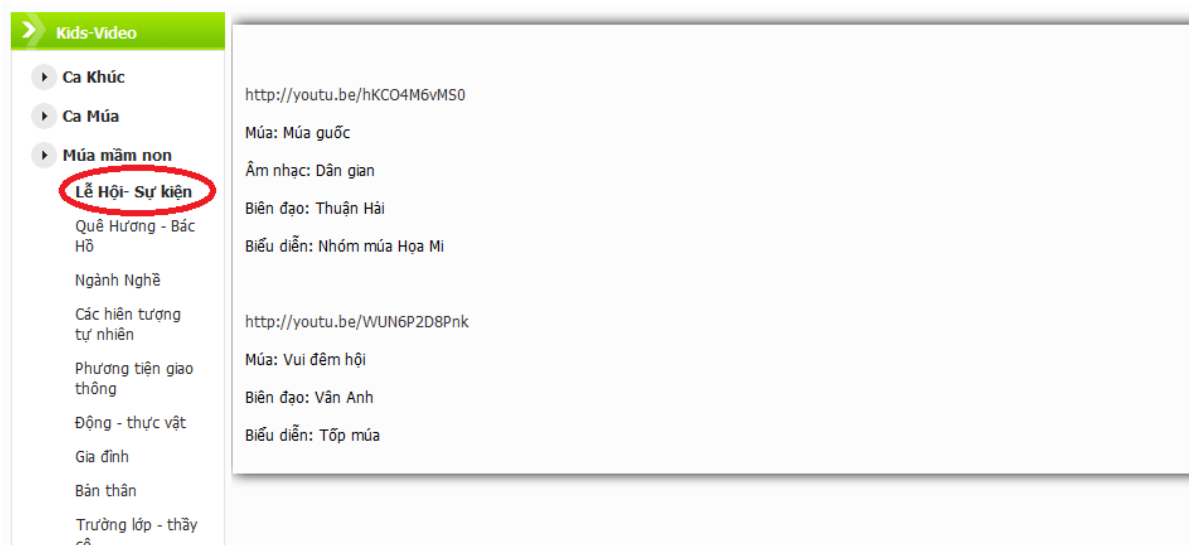 Kids-Video
Ca Khúc
Ca Múa
Múa mầm non
Lễ Hội- Sự kiện
Quê Hương - Bác
Hồ
Ngành Nghề
Các hiên tượng
tự nhiên
Phương tiện giao
thông
Động - thực vật
Gia đình
Bản thân
Trường lớp - thầy
cô
http://youtu.be/hKCO4M6vMS0
Múa: Múa guốc
Âm nhạc: Dân gian
Biên đạo: Thuận Hải
Biểu diễn: Nhóm múa Họa Mi
http://youtu.be/WUN6P2D8Pnk
Múa: Vui đêm hội
Biên đạo: Vân Anh
Biểu diễn: Tốp múa